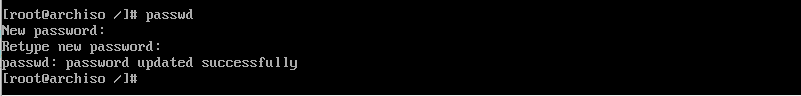 [root@archiso /]# passwd
New password:
Retype new password:
passwd: password updated successfully
[root@archiso /]#